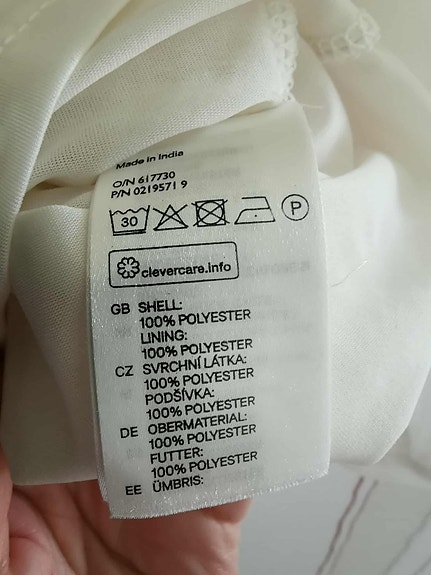 Made in India
O/N 617730
P/N 0219571 9
30
P
clevercare.info
GB SHELL:
100% POLYESTER
LINING:
100% POLYESTER
CZ SVRCHNÍ LÁTKA:
100% POLYESTER
PODŠÍVKA:
100% POLYESTER
DE OBERMATERIAL:
100% POLYESTER
FUTTER:
100% POLYESTER
EE ÜMBRIS: